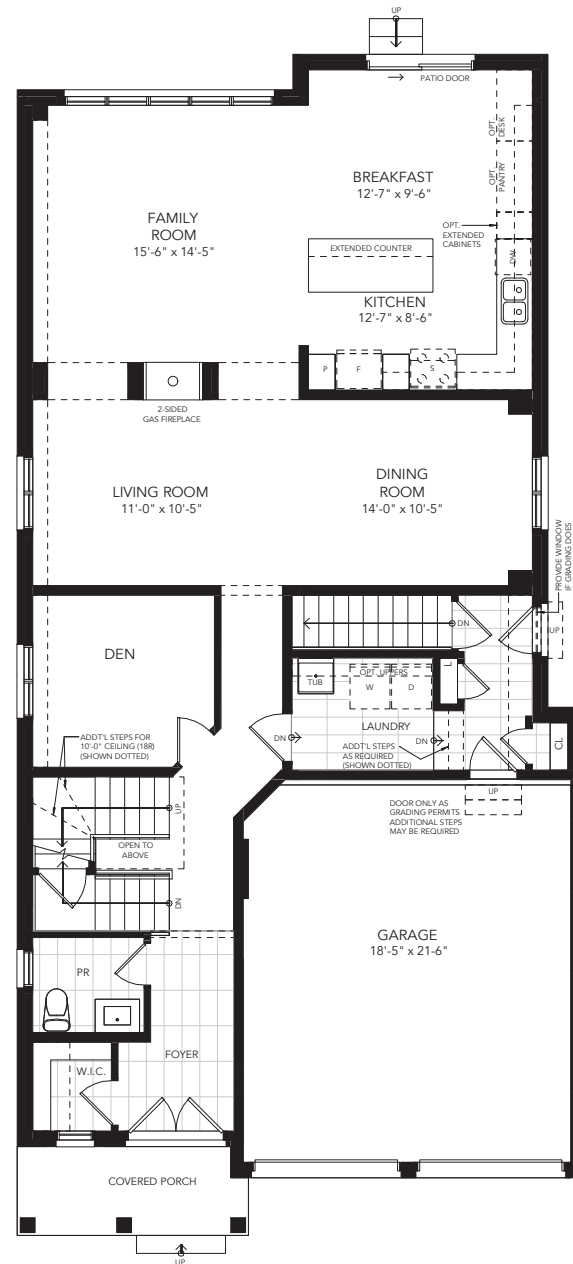 UP
PATIO DOOR
OPT.
DESK
BREAKFAST
12'-7" x 9'-6"
OPT.
PANTRY
FAMILY
ROOM
15'-6" x 14'-5"
OPT.
EXTENDED
CABINETS
EXTENDED COUNTER
DW
KITCHEN
12'-7" x 8'-6"
P
F
S
2-SIDED
GAS FIREPLACE
LIVING ROOM
11'-0" x 10'-5"
DINING
ROOM
14'-0" x 10'-5"
PROVIDE WINDOW
IF GRADING DOES
DN
UP
DEN
OPT. UPPERS
TUB
W
D
L
LAUNDRY
DN
DN
ADDT'L STEPS
AS REQUIRED
(SHOWN DOTTED)
CL
ADDT'L STEPS FOR
10'-0" CEILING (18R)
(SHOWN DOTTED)
UP
UP
DOOR ONLY AS
GRADING PERMITS
ADDITIONAL STEPS
MAY BE REQUIRED
OPEN TO
ABOVE
DN
GARAGE
18'-5" x 21'-6"
PR
FOYER
W.I.C.
COVERED PORCH
UP